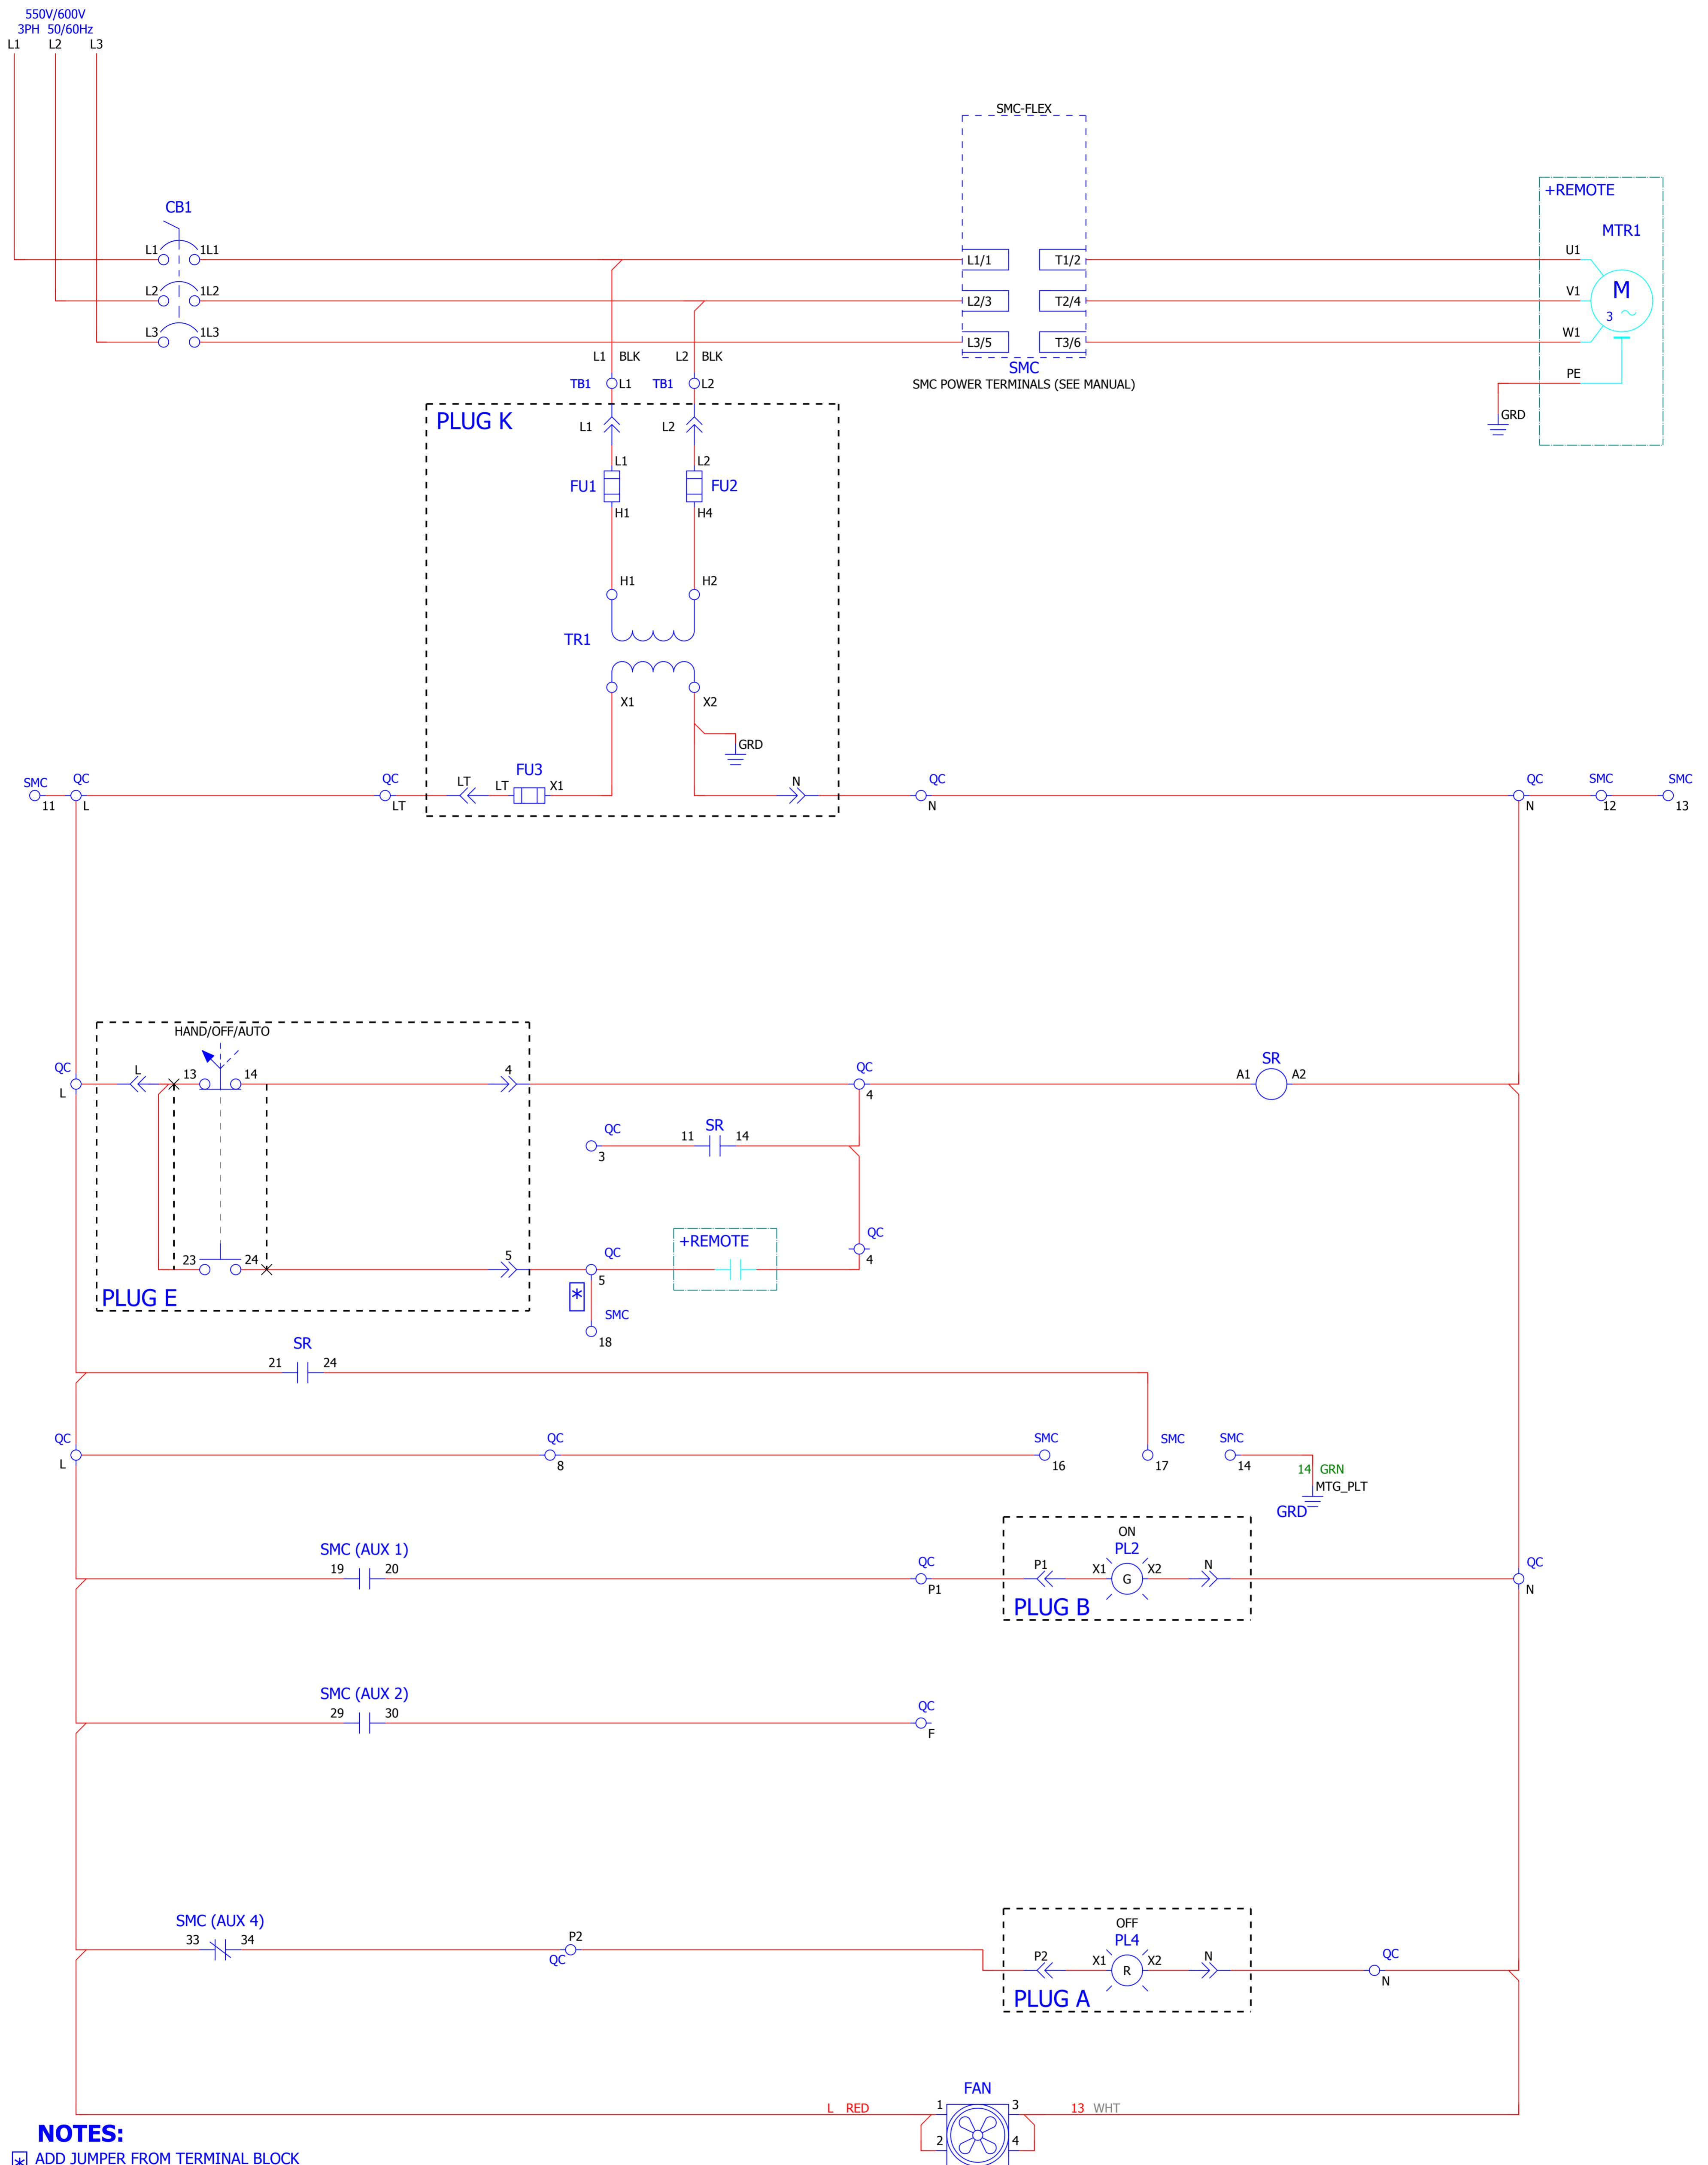 550V/600V
3PH 50/60Hz
L1 L2 L3
SMC-FLEX
+REMOTE
MTR1
CB1
L1 1L1
L1/1 T1/2
U1
L2 1L2
L2/3 T2/4
V1
M
3
L3 1L3
L3/5 T3/6
W1
L1 BLK L2 BLK
SMC
SMC POWER TERMINALS (SEE MANUAL)
PE
TB1 L1 TB1 L2
GRD
PLUG K
L1 L2
L1 L2
FU1 FU2
H1 H4
H1 H2
TR1
X1 X2
GRD
SMC QC QC LT LT FU3 X1 N QC QC SMC SMC
11 L LT N N 12 13
HAND/OFF/AUTO
QC L 13 14 4 QC SR
L 4 A1 A2
QC SR
3 11 14
QC
4
+REMOTE
23 24 5 QC
5
PLUG E
*
SMC
18
SR
21 24
QC QC SMC SMC SMC
L 8 16 17 14
14 GRN
MTG_PLT
GRD
ON
SMC (AUX 1) PL2
19 20 QC P1 X1 X2 N QC
P1 G N
PLUG B
SMC (AUX 2)
29 30 QC
F
OFF
SMC (AUX 4) PL4
33 34 P2
QC
P2 X1 X2 N QC
R N
PLUG A
FAN
L RED 1 3 13 WHT
2 4
NOTES:
* ADD JUMPER FROM TERMINAL BLOCK